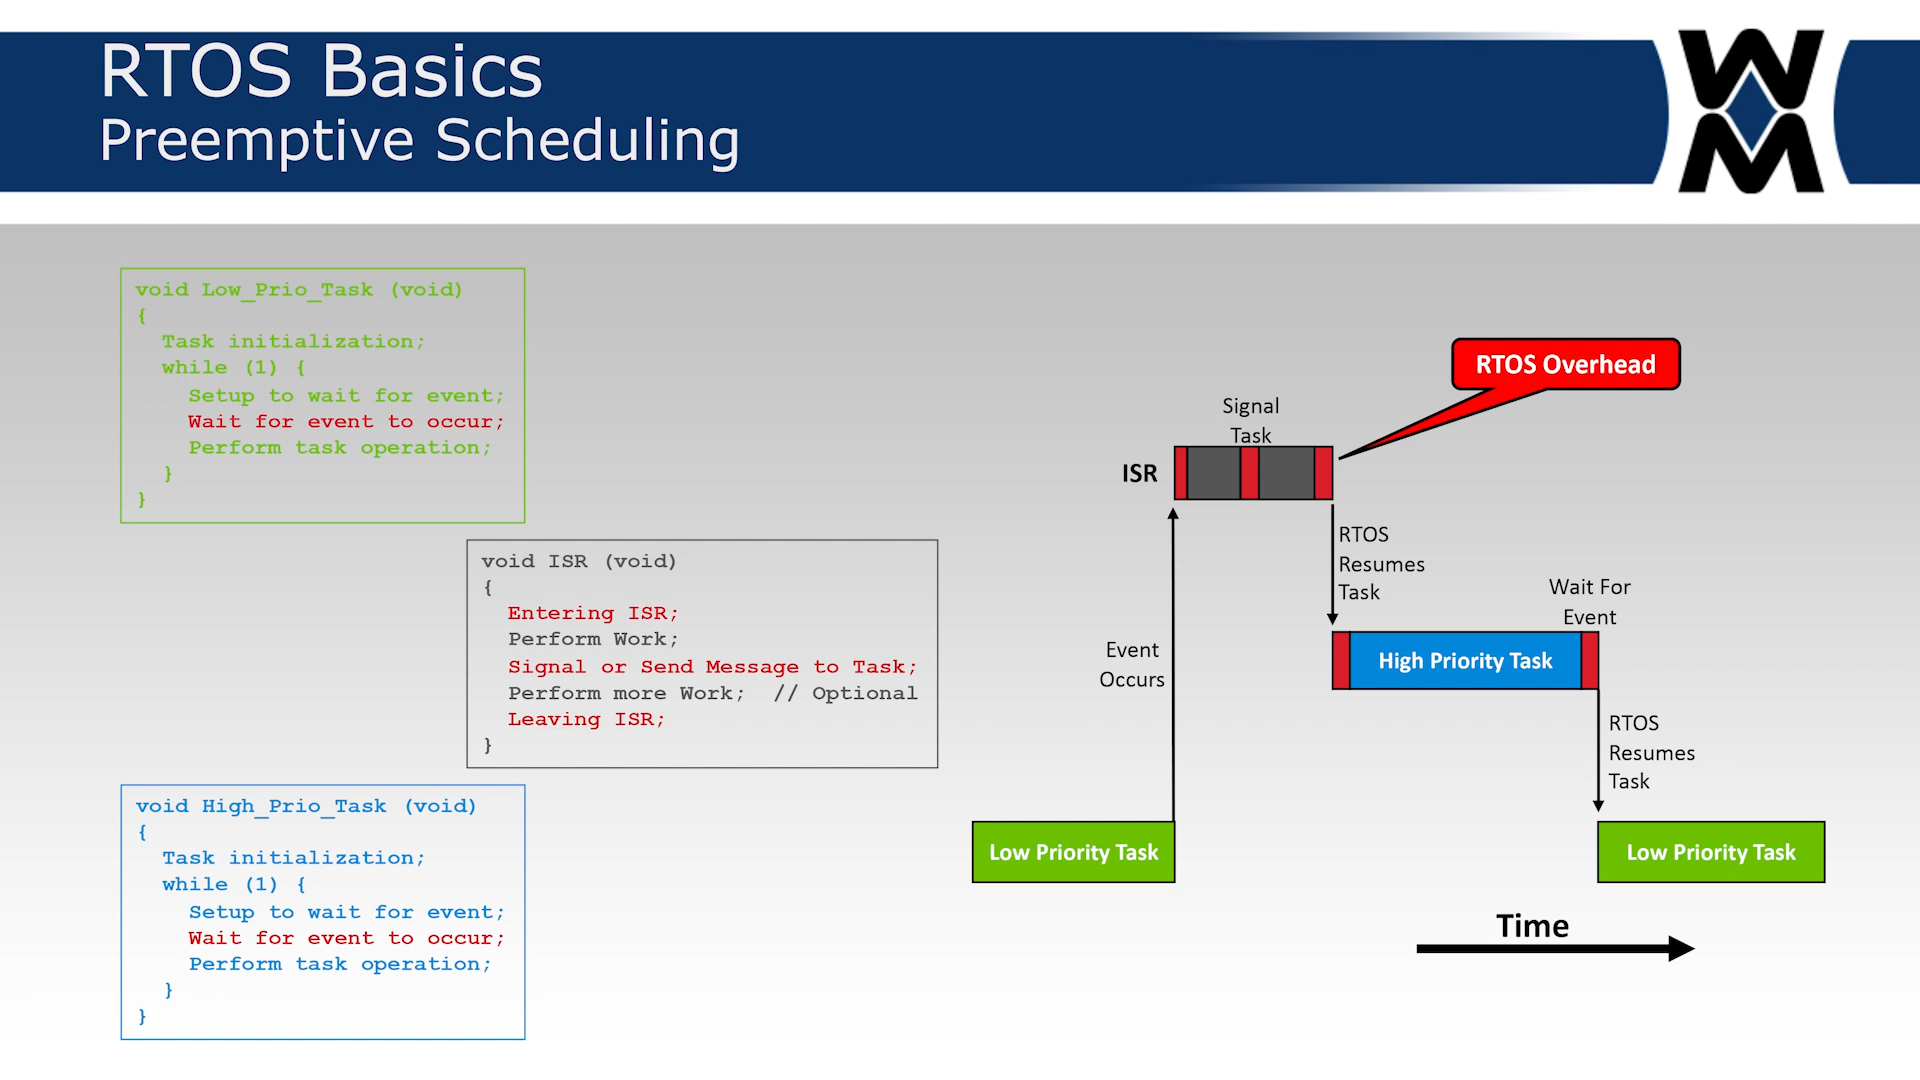 RTOS Basics
Preemptive Scheduling
WM
void Low_Prio_Task (void)
{
Task initialization;
while (1) {
Setup to wait for event;
Wait for event to occur;
Perform task operation;
}
}
void ISR (void)
{
Entering ISR;
Perform Work;
Signal or Send Message to Task;
Perform more Work; // Optional
Leaving ISR;
}
void High_Prio_Task (void)
{
Task initialization;
while (1) {
Setup to wait for event;
Wait for event to occur;
Perform task operation;
}
}
RTOS Overhead
Signal
Task
ISR
RTOS
Resumes
Task
Wait For
Event
Event
Occurs
High Priority Task
RTOS
Resumes
Task
Low Priority Task
Low Priority Task
Time